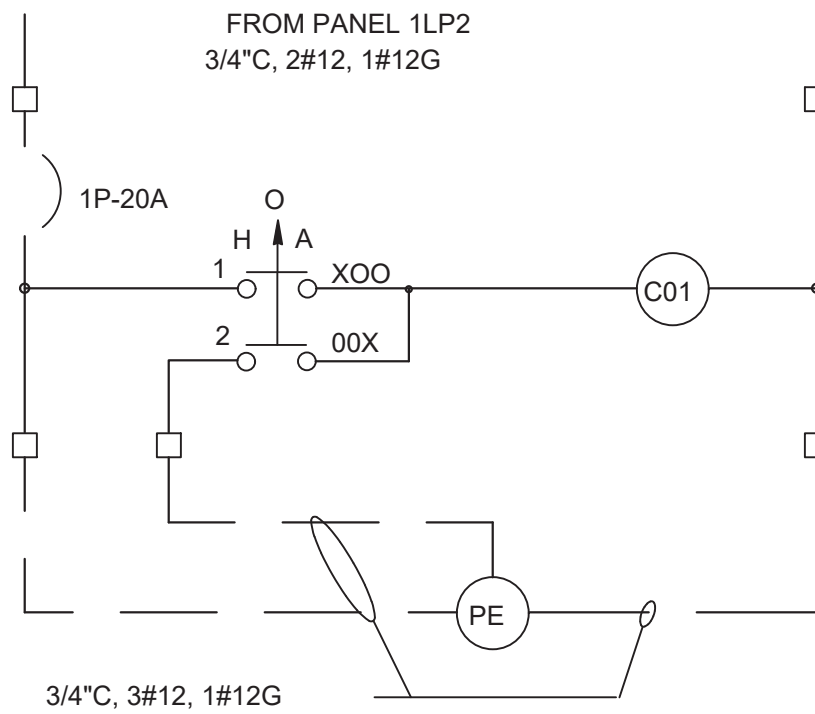 FROM PANEL 1LP2
3/4"C, 2#12, 1#12G
1P-20A
O
H A
1 XOO
C01
2 00X
PE
3/4"C, 3#12, 1#12G